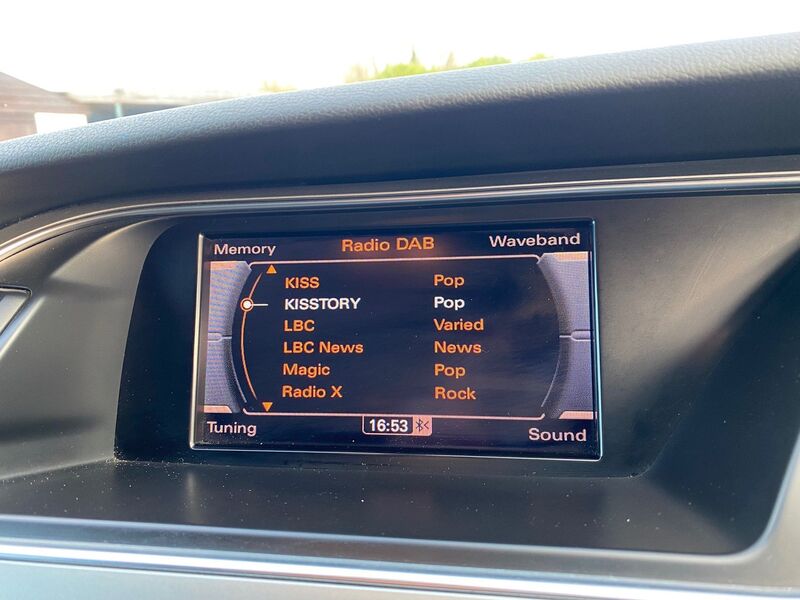 Memory Radio DAB Waveband
KISS Pop
KISSTORY Pop
LBC Varied
LBC News News
Magic Pop
Radio X Rock
Tuning 16:53 Sound